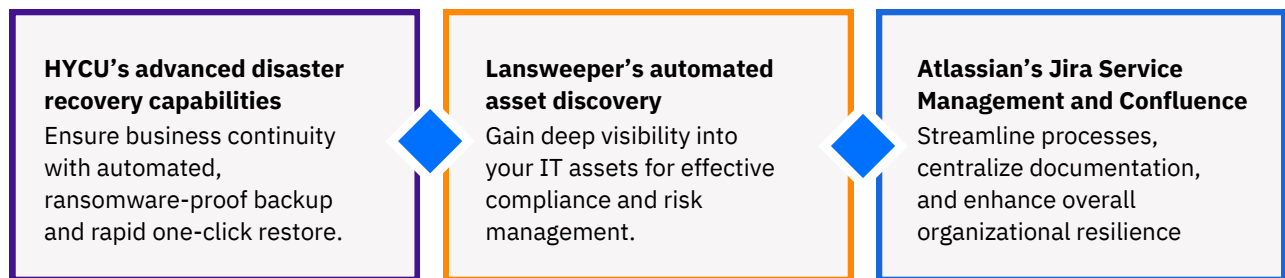 HYCU’s advanced disaster
recovery capabilities
Ensure business continuity
with automated,
ransomware-proof backup
and rapid one-click restore.
Lansweeper’s automated
asset discovery
Gain deep visibility into
your IT assets for effective
compliance and risk
management.
Atlassian’s Jira Service
Management and Confluence
Streamline processes,
centralize documentation,
and enhance overall
organizational resilience